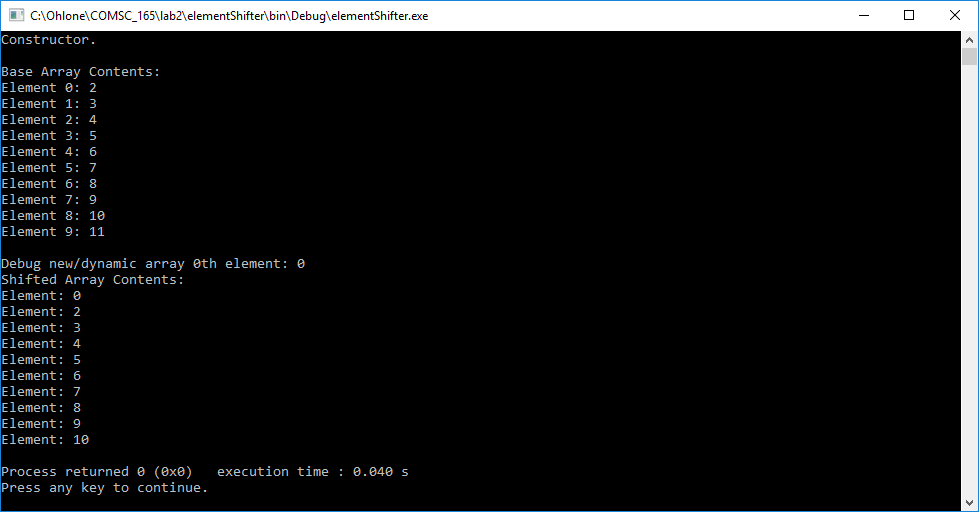 C:\Ohlone\COMSC_165\lab2\elementShifter\bin\Debug\elementShifter.exe
Constructor.
Base Array Contents:
Element 0: 2
Element 1: 3
Element 2: 4
Element 3: 5
Element 4: 6
Element 5: 7
Element 6: 8
Element 7: 9
Element 8: 10
Element 9: 11
Debug new/dynamic array 0th element: 0
Shifted Array Contents:
Element: 0
Element: 2
Element: 3
Element: 4
Element: 5
Element: 6
Element: 7
Element: 8
Element: 9
Element: 10
Process returned 0 (0x0)   execution time : 0.040 s
Press any key to continue.